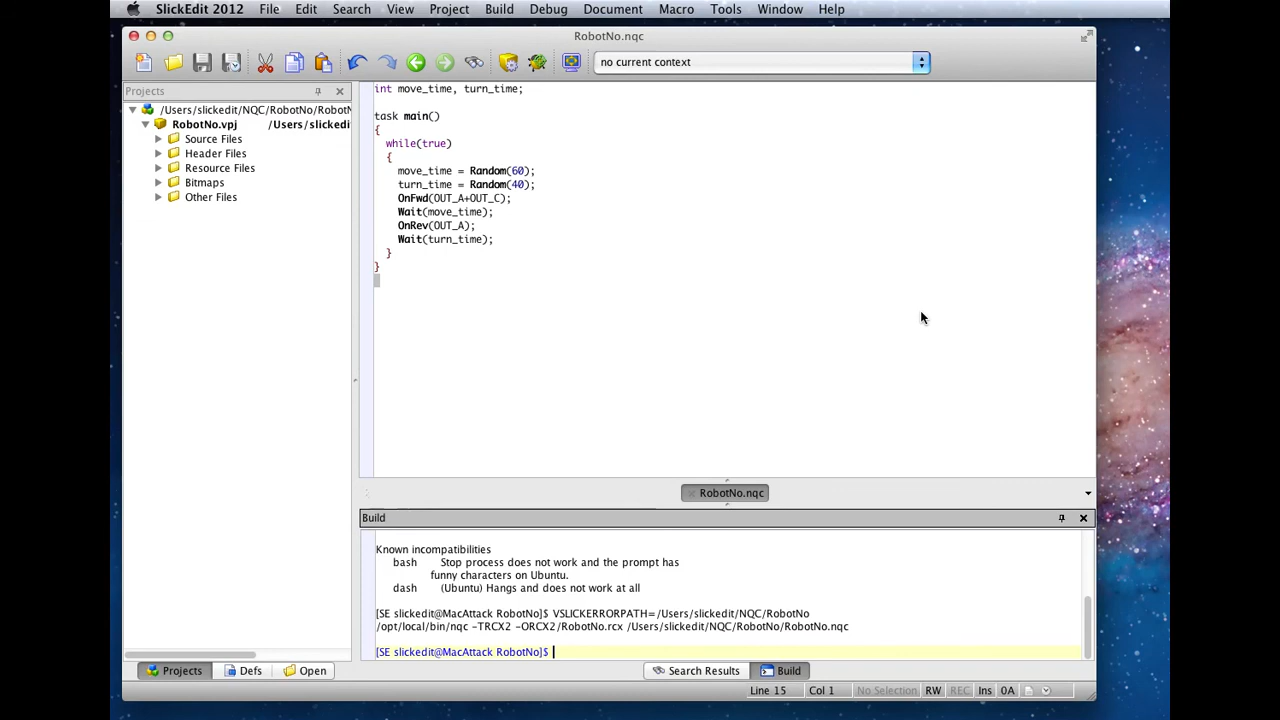 SlickEdit 2012 File Edit Search View Project Build Debug Document Macro Tools Window Help
RobotNo.nqc
no current context
Projects
/Users/slickedit/NQC/RobotNo/RobotN
RobotNo.vpj /Users/slickedit
Source Files
Header Files
Resource Files
Bitmaps
Other Files
int move_time, turn_time;
task main()
{
while(true)
{
move_time = Random(60);
turn_time = Random(40);
OnFwd(OUT_A+OUT_C);
Wait(move_time);
OnRev(OUT_A);
Wait(turn_time);
}
}
RobotNo.nqc
Build
Known incompatibilities
bash Stop process does not work and the prompt has
funny characters on Ubuntu.
dash (Ubuntu) Hangs and does not work at all
[SE slickedit@MacAttack RobotNo]$ VSLICKERRORPATH=/Users/slickedit/NQC/RobotNo
/opt/local/bin/nqc -TRCX2 -ORCX2/RobotNo.rcx /Users/slickedit/NQC/RobotNo/RobotNo.nqc
[SE slickedit@MacAttack RobotNo]$
Projects Defs Open
Search Results Build
Line 15 Col 1 No Selection RW REC Ins 0A